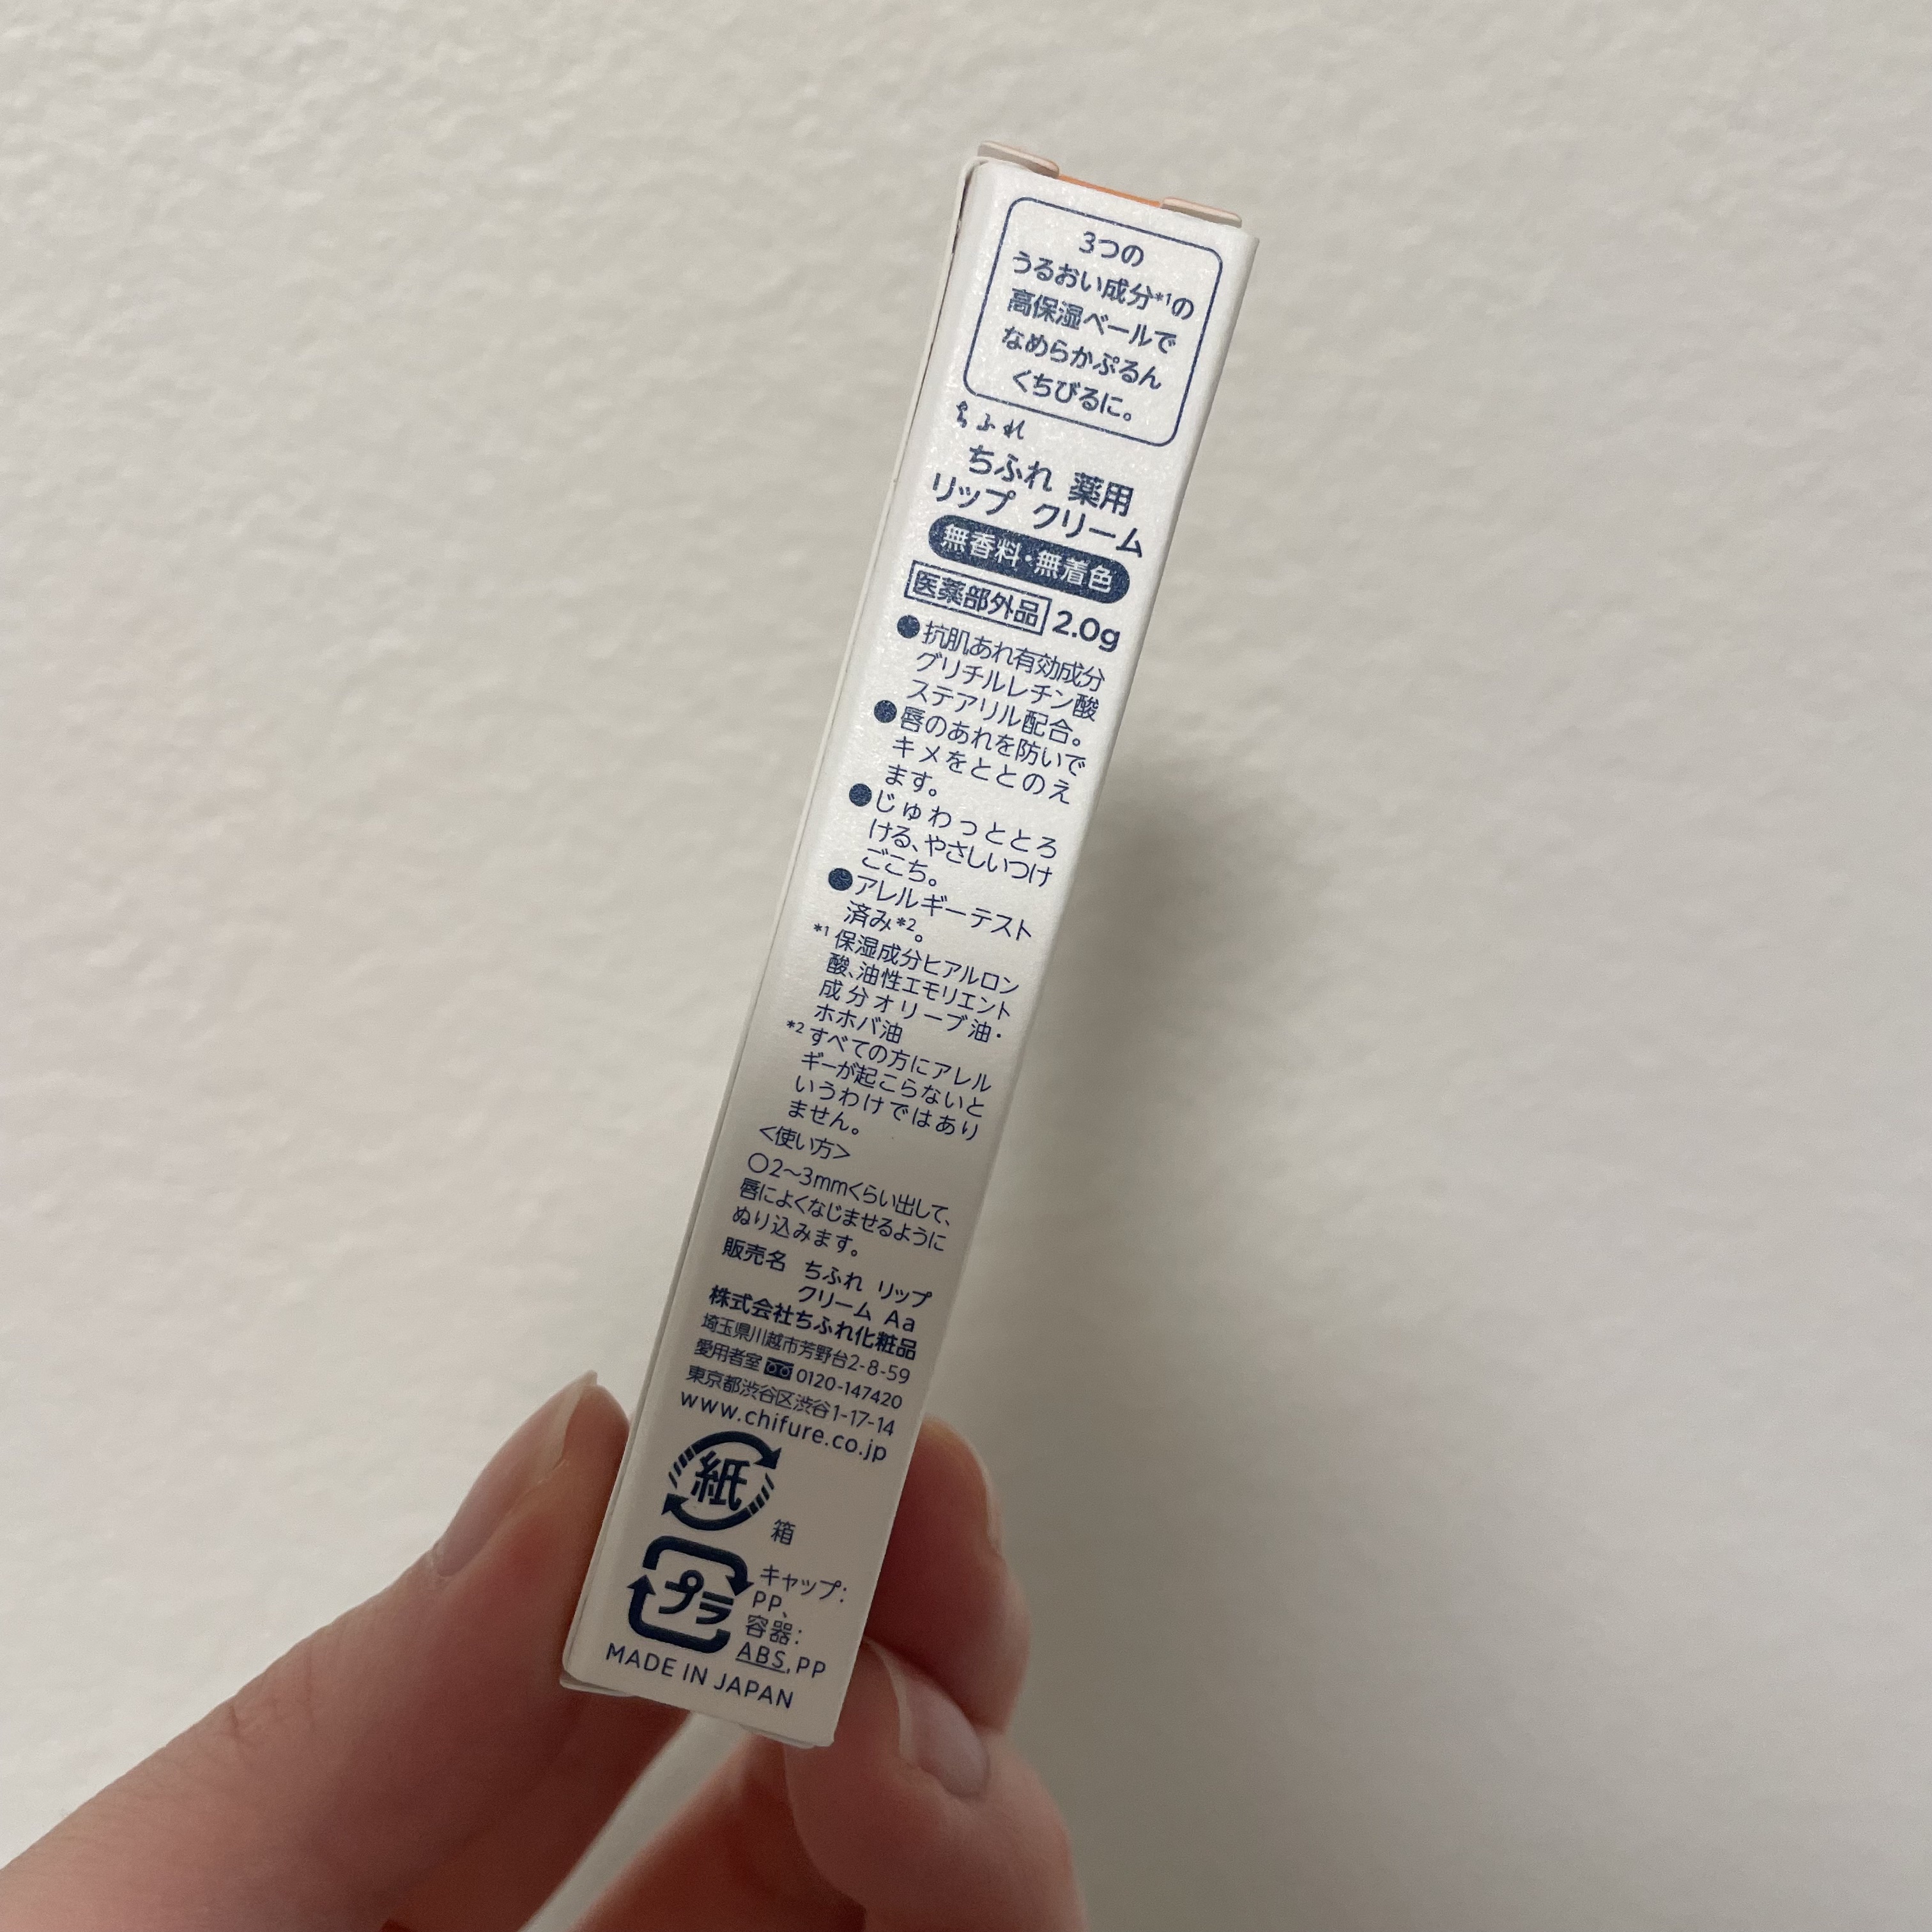 3つの
うるおい成分*1の
高保湿ベールで
なめらかぷるん
くちびるに。
ちふれ
ちふれ 薬用
リップ クリーム
無香料・無着色
医薬部外品 2.0g
●抗肌あれ有効成分
グリチルレチン酸
ステアリル配合。
●唇のあれを防いで
キメをととのえ
ます。
●じゅわっととろ
ける、やさしいつけ
ごこち。
●アレルギーテスト
済み*2。
*1 保湿成分ヒアルロン
酸、油性エモリエント
成分オリーブ油・
ホホバ油
*2 すべての方にアレル
ギーが起こらないと
いうわけではあり
ません。
<使い方>
○2～3mmくらい出して、
唇によくなじませるように
ぬり込みます。
販売名 ちふれ リップ
クリーム Aa
株式会社ちふれ化粧品
埼玉県川越市芳野台2-8-59
愛用者室 0120-147420
東京都渋谷区渋谷1-17-14
www.chifure.co.jp
紙 箱
プラ キャップ:
PP、
容器:
ABS,PP
MADE IN JAPAN